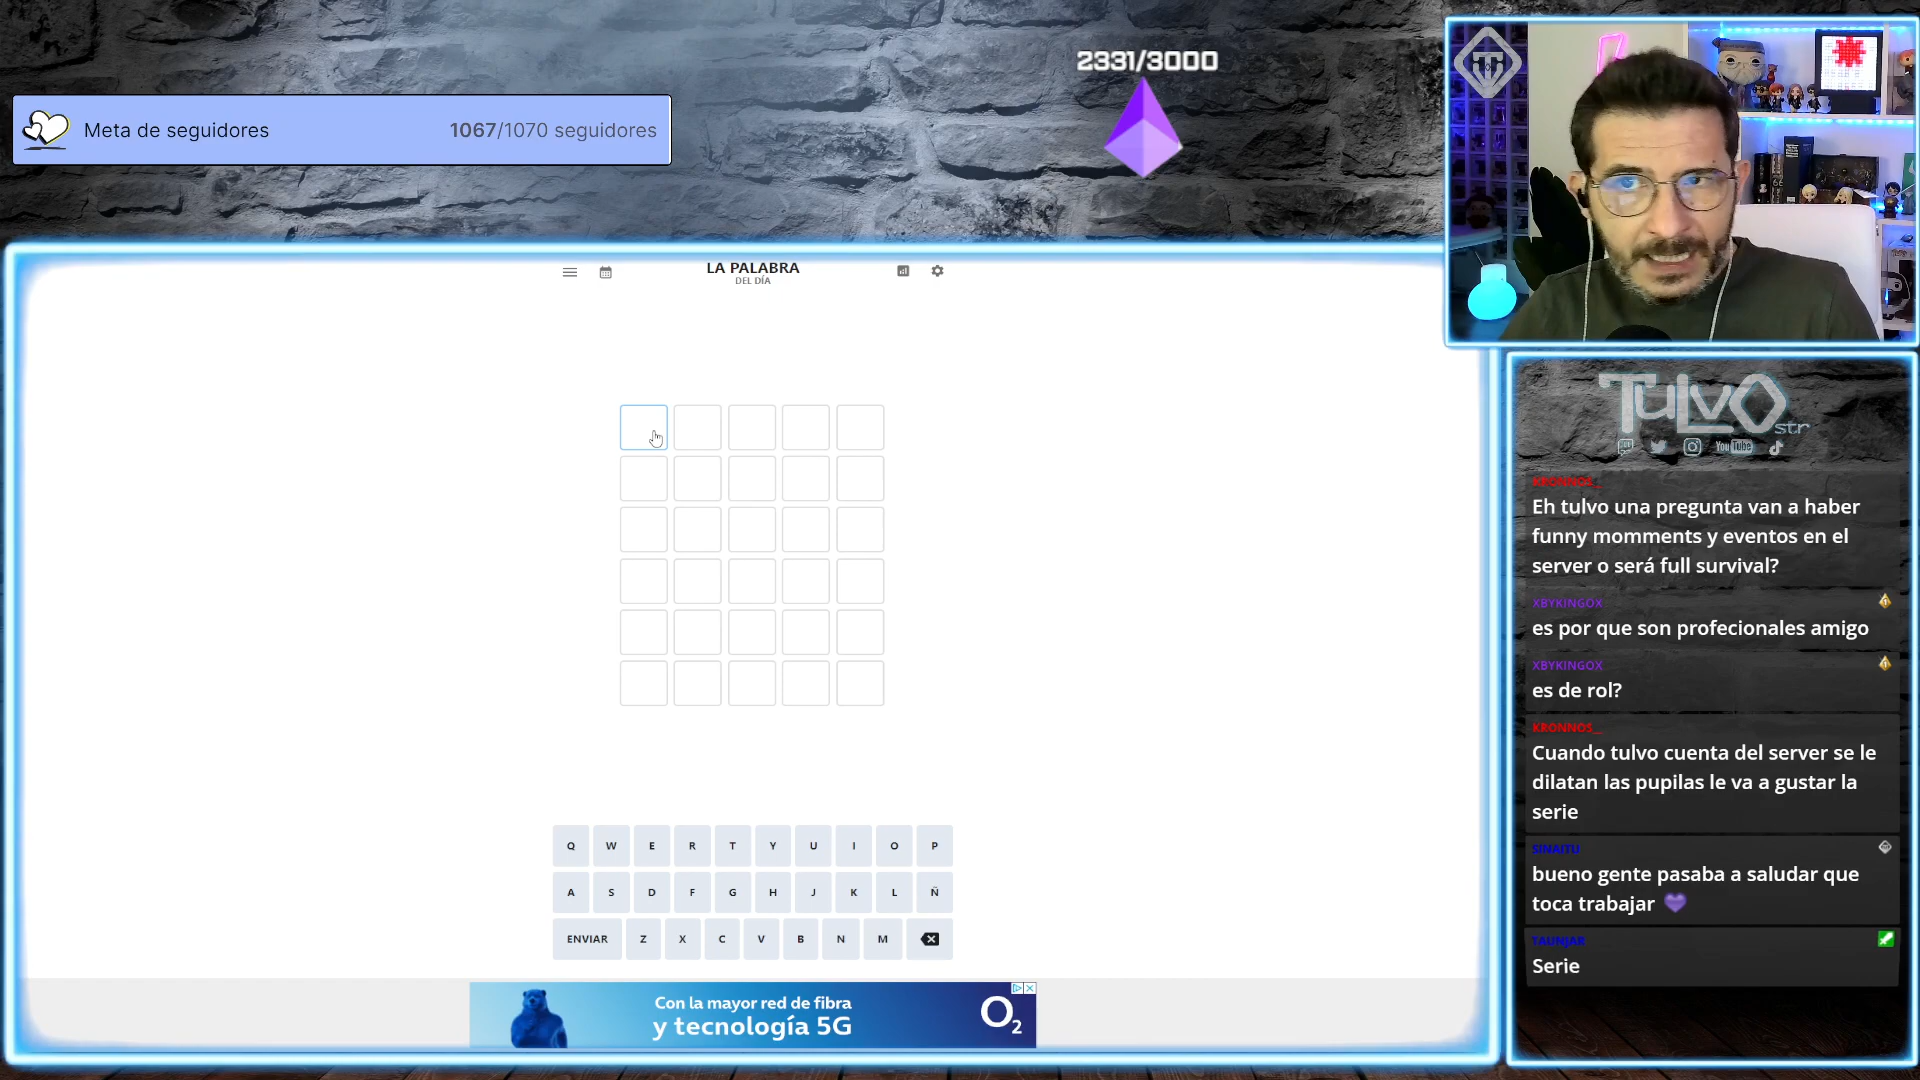 2331/3000
Meta de seguidores
1067/1070 seguidores
LA PALABRA
DEL DÍA
Q W E R T Y U I O P
A S D F G H J K L Ñ
ENVIAR Z X C V B N M
Con la mayor red de fibra
y tecnología 5G
O2
TULVO
str
You Tube
KRONNOS_
Eh tulvo una pregunta van a haber
funny momments y eventos en el
server o será full survival?
XBYKINGOX
es por que son profecionales amigo
XBYKINGOX
es de rol?
KRONNOS_
Cuando tulvo cuenta del server se le
dilatan las pupilas le va a gustar la
serie
SINAITU
bueno gente pasaba a saludar que
toca trabajar
TAUNJAR
Serie